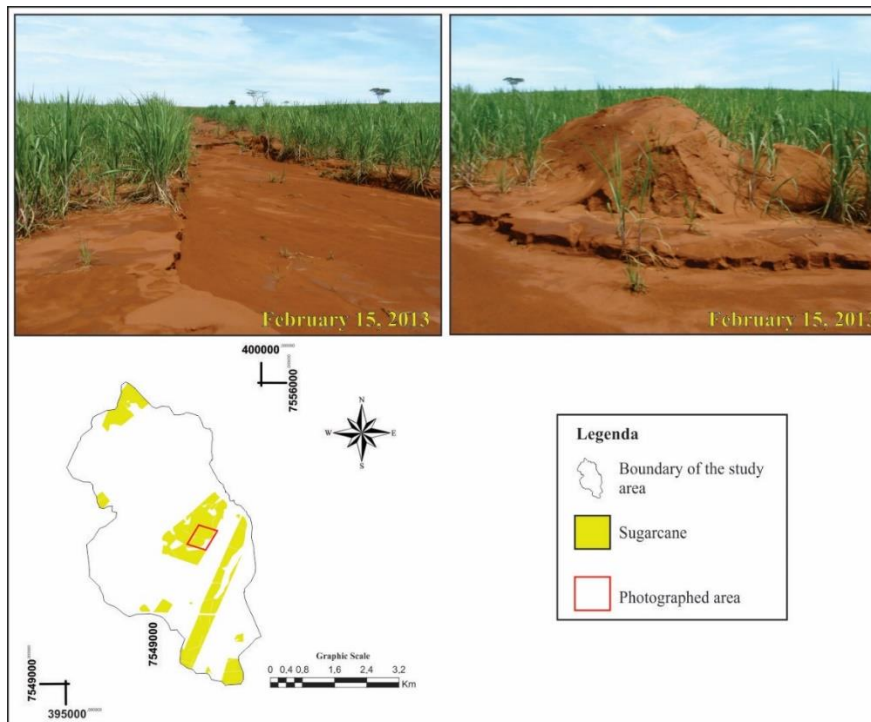 February 15, 2013
February 15, 2013
400000
7556000
N
W
E
S
Legenda
Boundary of the study
area
Sugarcane
Photographed area
7549000
7549000
395000
Graphic Scale
0 0,4 0,8 1,6 2,4 3,2
Km